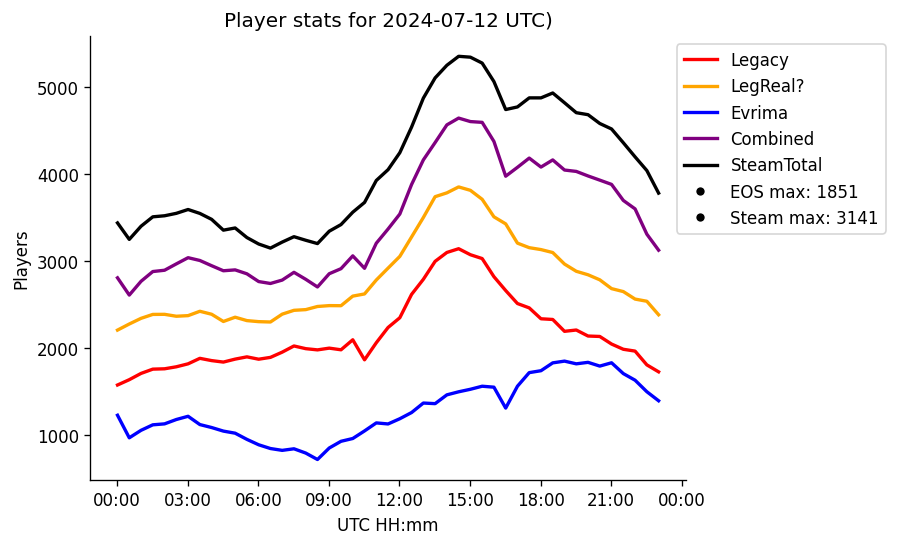 Player stats for 2024-07-12 UTC)
Players
5000
4000
3000
2000
1000
00:00 03:00 06:00 09:00 12:00 15:00 18:00 21:00 00:00
UTC HH:mm
Legacy
LegReal?
Evrima
Combined
SteamTotal
EOS max: 1851
Steam max: 3141